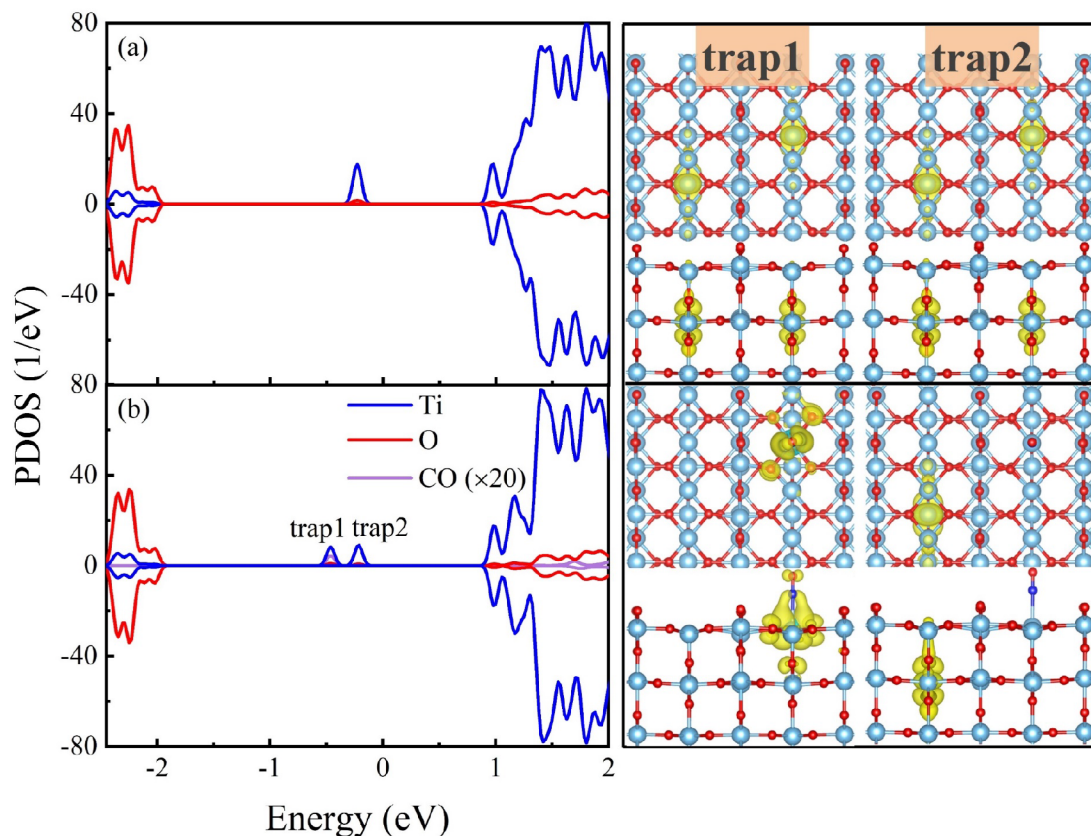 80
(a)
40
0
-40
80
(b)
Ti
O
CO (×20)
40
trap1 trap2
0
-40
-80
-2
-1
0
1
2
PDOS (1/eV)
Energy (eV)
trap1
trap2